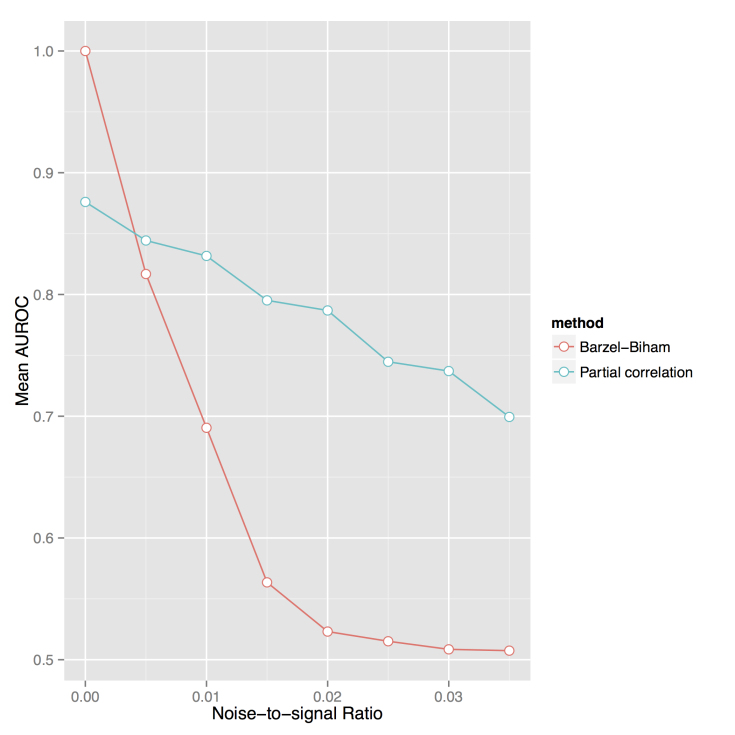 1.0
0.9
0.8
0.7
0.6
0.5
Mean AUROC
0.00
0.01
0.02
0.03
Noise−to−signal Ratio
method
Barzel−Biham
Partial correlation